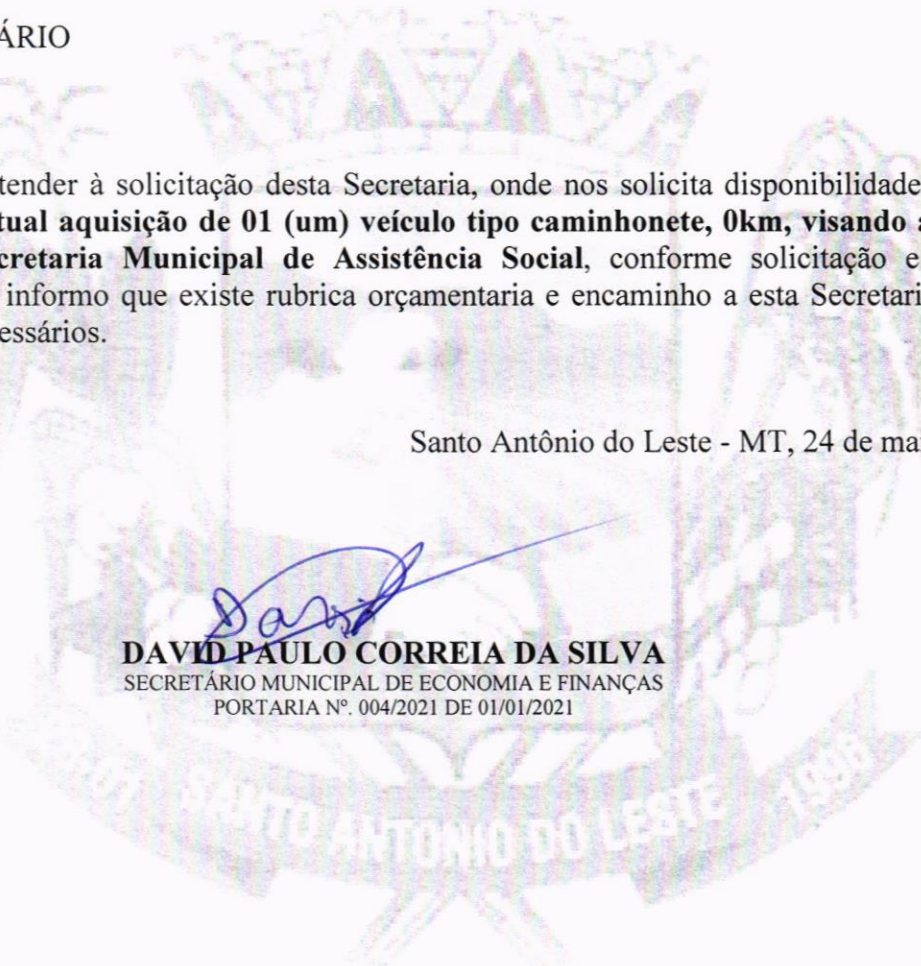 ÁRIO
tender à solicitação desta Secretaria, onde nos solicita disponibilidade
tual aquisição de 01 (um) veículo tipo caminhonete, 0km, visando a
cretaria Municipal de Assistência Social, conforme solicitação e
informo que existe rubrica orçamentaria e encaminho a esta Secretari
essários.
Santo Antônio do Leste - MT, 24 de mai
David
DAVID PAULO CORREIA DA SILVA
SECRETÁRIO MUNICIPAL DE ECONOMIA E FINANÇAS
PORTARIA Nº. 004/2021 DE 01/01/2021
SANTO ANTONIO DO LESTE 1998